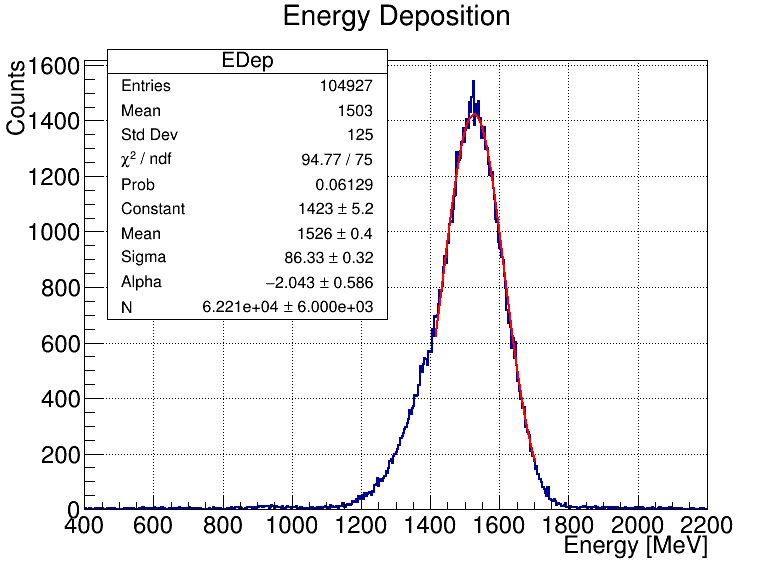 Energy Deposition
Counts
EDep
Entries 104927
Mean 1503
Std Dev 125
χ² / ndf 94.77 / 75
Prob 0.06129
Constant 1423 ± 5.2
Mean 1526 ± 0.4
Sigma 86.33 ± 0.32
Alpha −2.043 ± 0.586
N 6.221e+04 ± 6.000e+03
1600
1400
1200
1000
800
600
400
200
0
400 600 800 1000 1200 1400 1600 1800 2000 2200
Energy [MeV]